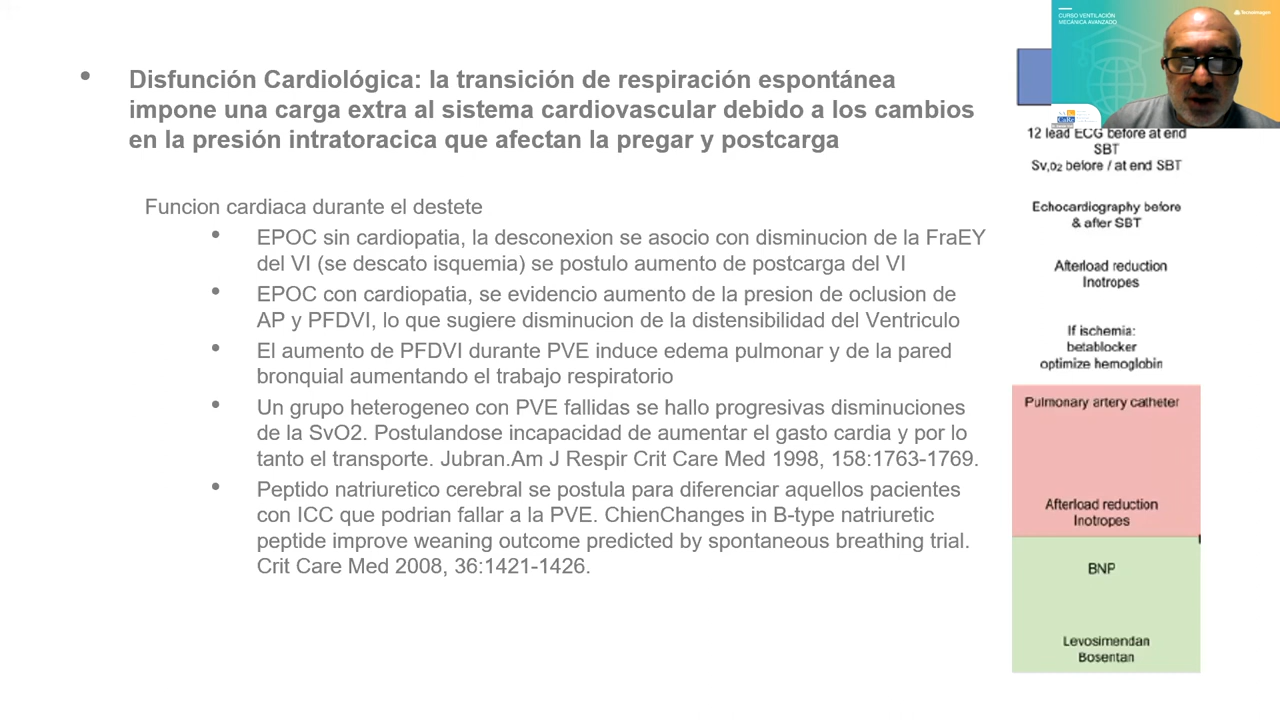 Disfunción Cardiológica: la transición de respiración espontánea
impone una carga extra al sistema cardiovascular debido a los cambios
en la presión intratoracica que afectan la pregar y postcarga
Funcion cardiaca durante el destete
EPOC sin cardiopatia, la desconexion se asocio con disminucion de la FraEY
del VI (se descato isquemia) se postulo aumento de postcarga del VI
EPOC con cardiopatia, se evidencio aumento de la presion de oclusion de
AP y PFDVI, lo que sugiere disminucion de la distensibilidad del Ventriculo
El aumento de PFDVI durante PVE induce edema pulmonar y de la pared
bronquial aumentando el trabajo respiratorio
Un grupo heterogeneo con PVE fallidas se hallo progresivas disminuciones
de la SvO2. Postulandose incapacidad de aumentar el gasto cardia y por lo
tanto el transporte. Jubran.Am J Respir Crit Care Med 1998, 158:1763-1769.
Peptido natriuretico cerebral se postula para diferenciar aquellos pacientes
con ICC que podrian fallar a la PVE. ChienChanges in B-type natriuretic
peptide improve weaning outcome predicted by spontaneous breathing trial.
Crit Care Med 2008, 36:1421-1426.
CURSO VENTILACIÓN
MECÁNICA AVANZADO
12 lead ECG before at end
SBT
Sv,o₂ before / at end SBT
Echocardiography before
& after SBT
Afterload reduction
Inotropes
If ischemia:
betablocker
optimize hemoglobin
Pulmonary artery catheter
Afterload reduction
Inotropes
BNP
Levosimendan
Bosentan